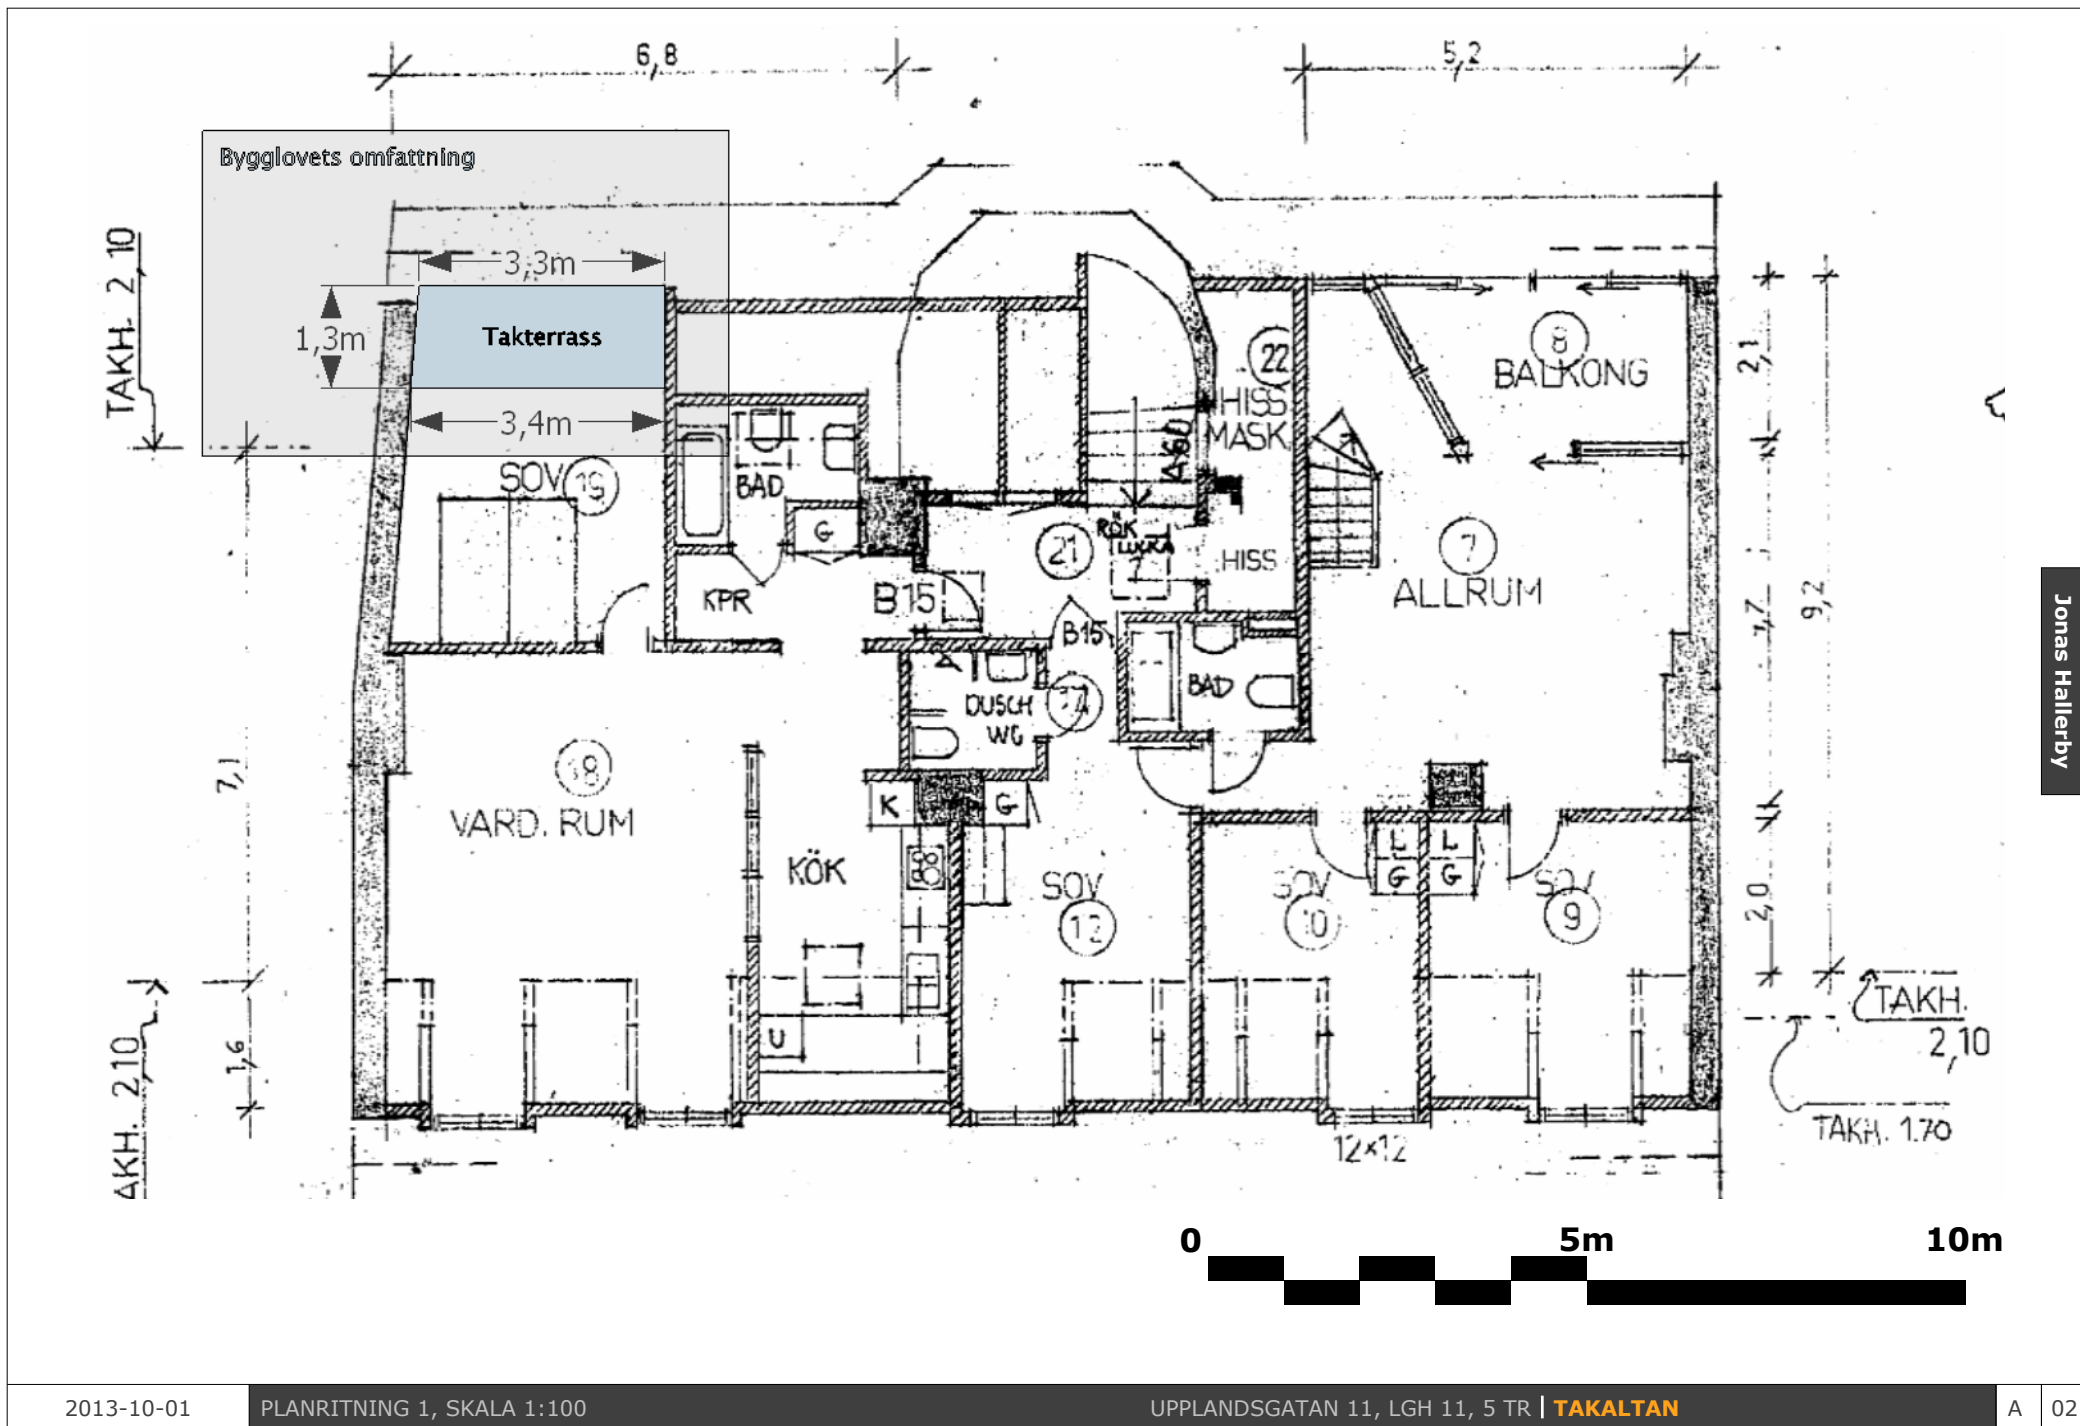 6,8
5,2
Bygglovets omfattning
TAKH. 2 10
3,3m
1,3m
Takterrass
3,4m
22
HISS
MASK.
8
BALKONG
2,1
SOV 19
BAD
G
A60
RÖK
LUCKA
21
HISS
7
ALLRUM
9,2
KPR
B15
B15
BAD
DUSCH
WC
18
VARD. RUM
7,1
K
G
KÖK
SOV
12
SOV
10
L
G
L
G
SOV
9
2,0
U
1,6
TAKH.
2,10
AKH. 2,10
TAKH. 1.70
12x12
Jonas Hallerby
0
5m
10m
2013-10-01
PLANRITNING 1, SKALA 1:100
UPPLANDSGATAN 11, LGH 11, 5 TR | TAKALTAN
A
02